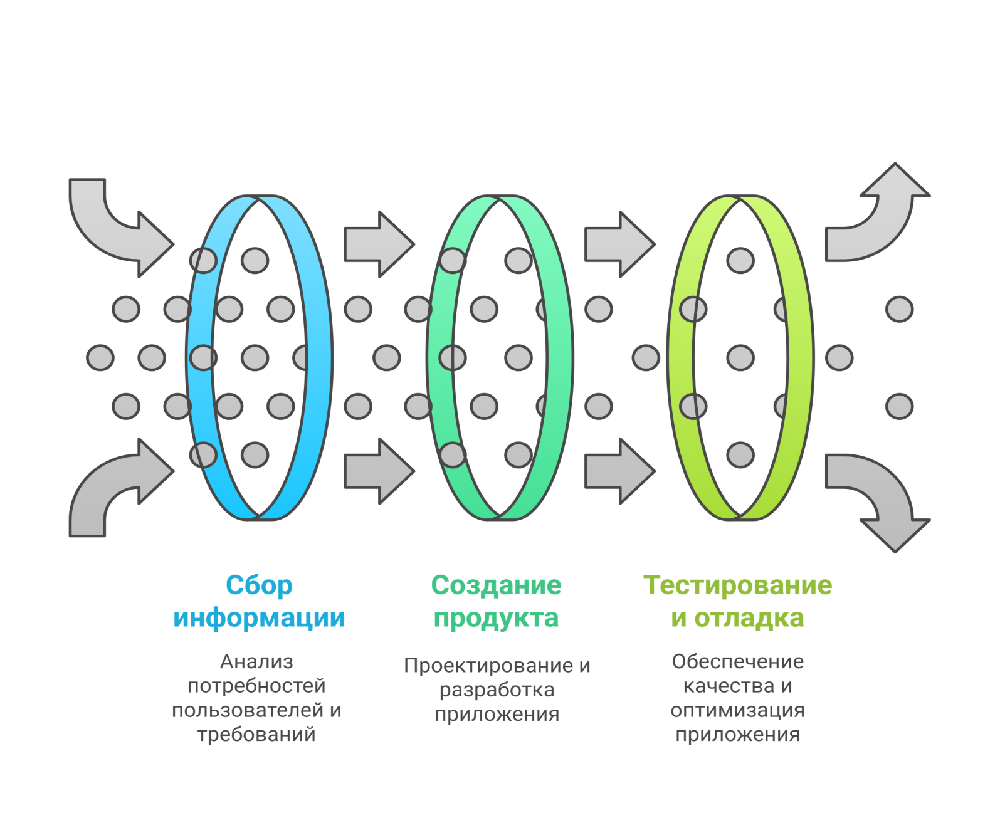 Сбор
информации
Анализ
потребностей
пользователей и
требований
Создание
продукта
Проектирование и
разработка
приложения
Тестирование
и отладка
Обеспечение
качества и
оптимизация
приложения